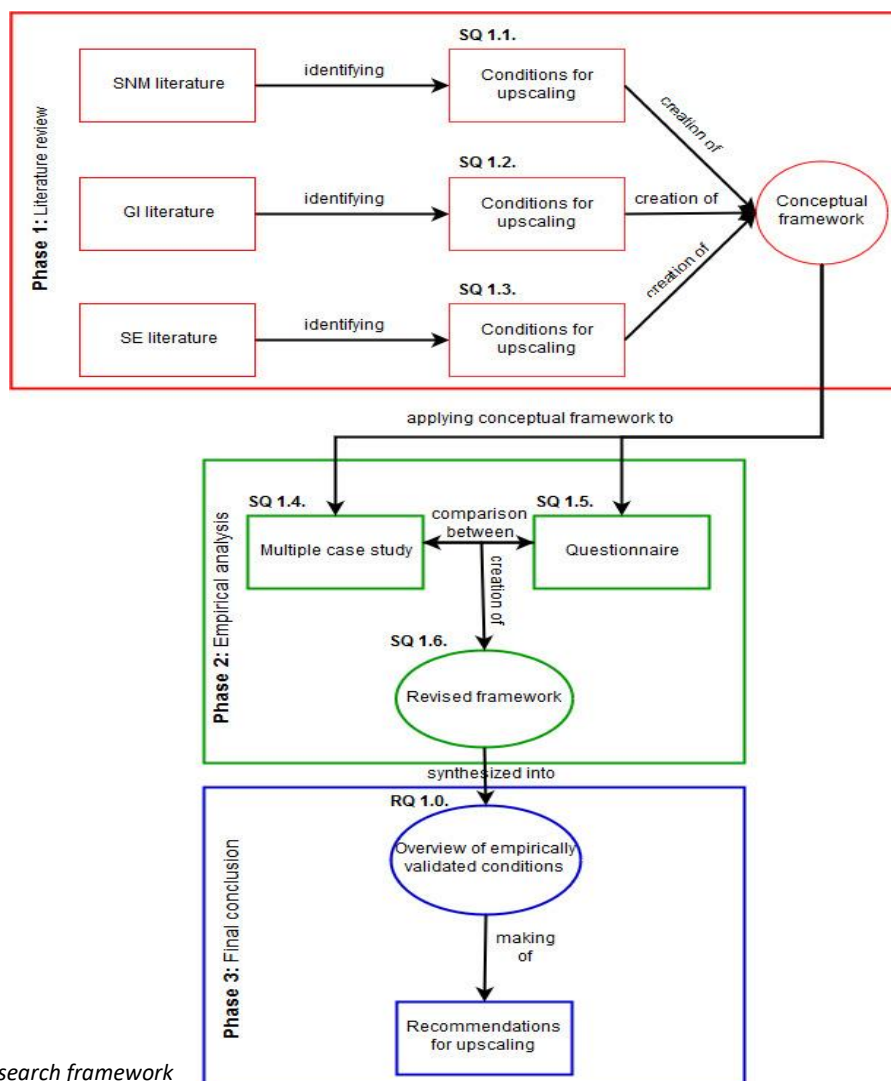 Phase 1: Literature review
SQ 1.1.
SNM literature
identifying
Conditions for
upscaling
creation of
SQ 1.2.
GI literature
identifying
Conditions for
upscaling
creation of
Conceptual
framework
SQ 1.3.
SE literature
identifying
Conditions for
upscaling
creation of
applying conceptual framework to
Phase 2: Empirical analysis
SQ 1.4.
Multiple case study
comparison
between
SQ 1.5.
Questionnaire
creation of
SQ 1.6.
Revised framework
synthesized into
Phase 3: Final conclusion
RQ 1.0.
Overview of empirically
validated conditions
making
of
Recommendations
for upscaling
search framework